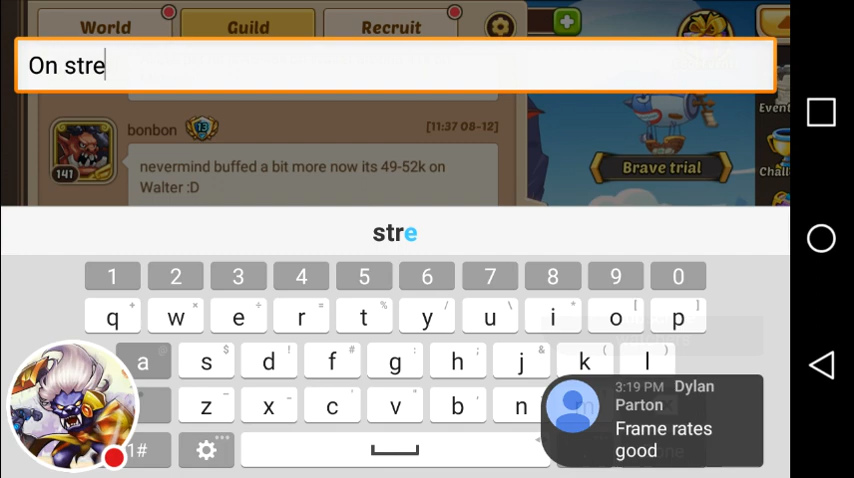 World
Guild
Recruit
On stre
bonbon
13
[11:37 08-12]
nevermind buffed a bit more now its 49-52k on
Walter :D
141
Brave trial
Event
Chall
stre
1 2 3 4 5 6 7 8 9 0
q w e r t y u i o p
a s d f g h j k l
z x c v b n m
1#
3:19 PM Dylan
Parton
Frame rates
good